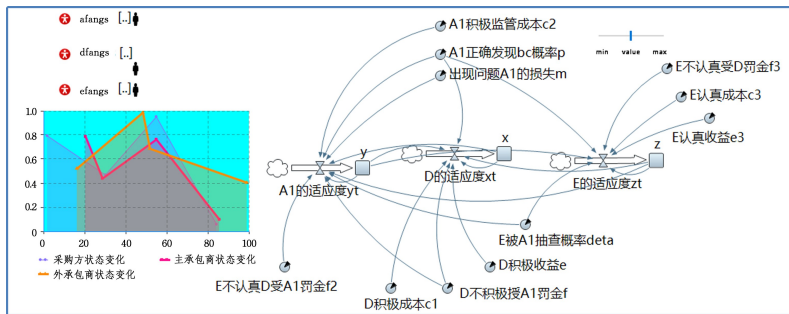 afangs [..]
dfangs [..]
efangs [..]
1.0
0.8
0.6
0.4
0.2
0
0 20 40 60 80 100
采购方状态变化
主承包商状态变化
外承包商状态变化
A1积极监管成本c2
A1正确发现bc概率p
出现问题A1的损失m
min value max
E不认真受D罚金f3
E认真成本c3
E认真收益e3
y
x
z
A1的适应度yt
D的适应度xt
E的适应度zt
E被A1抽查概率deta
D积极收益e
E不认真D受A1罚金f2
D积极成本c1
D不积极授A1罚金f